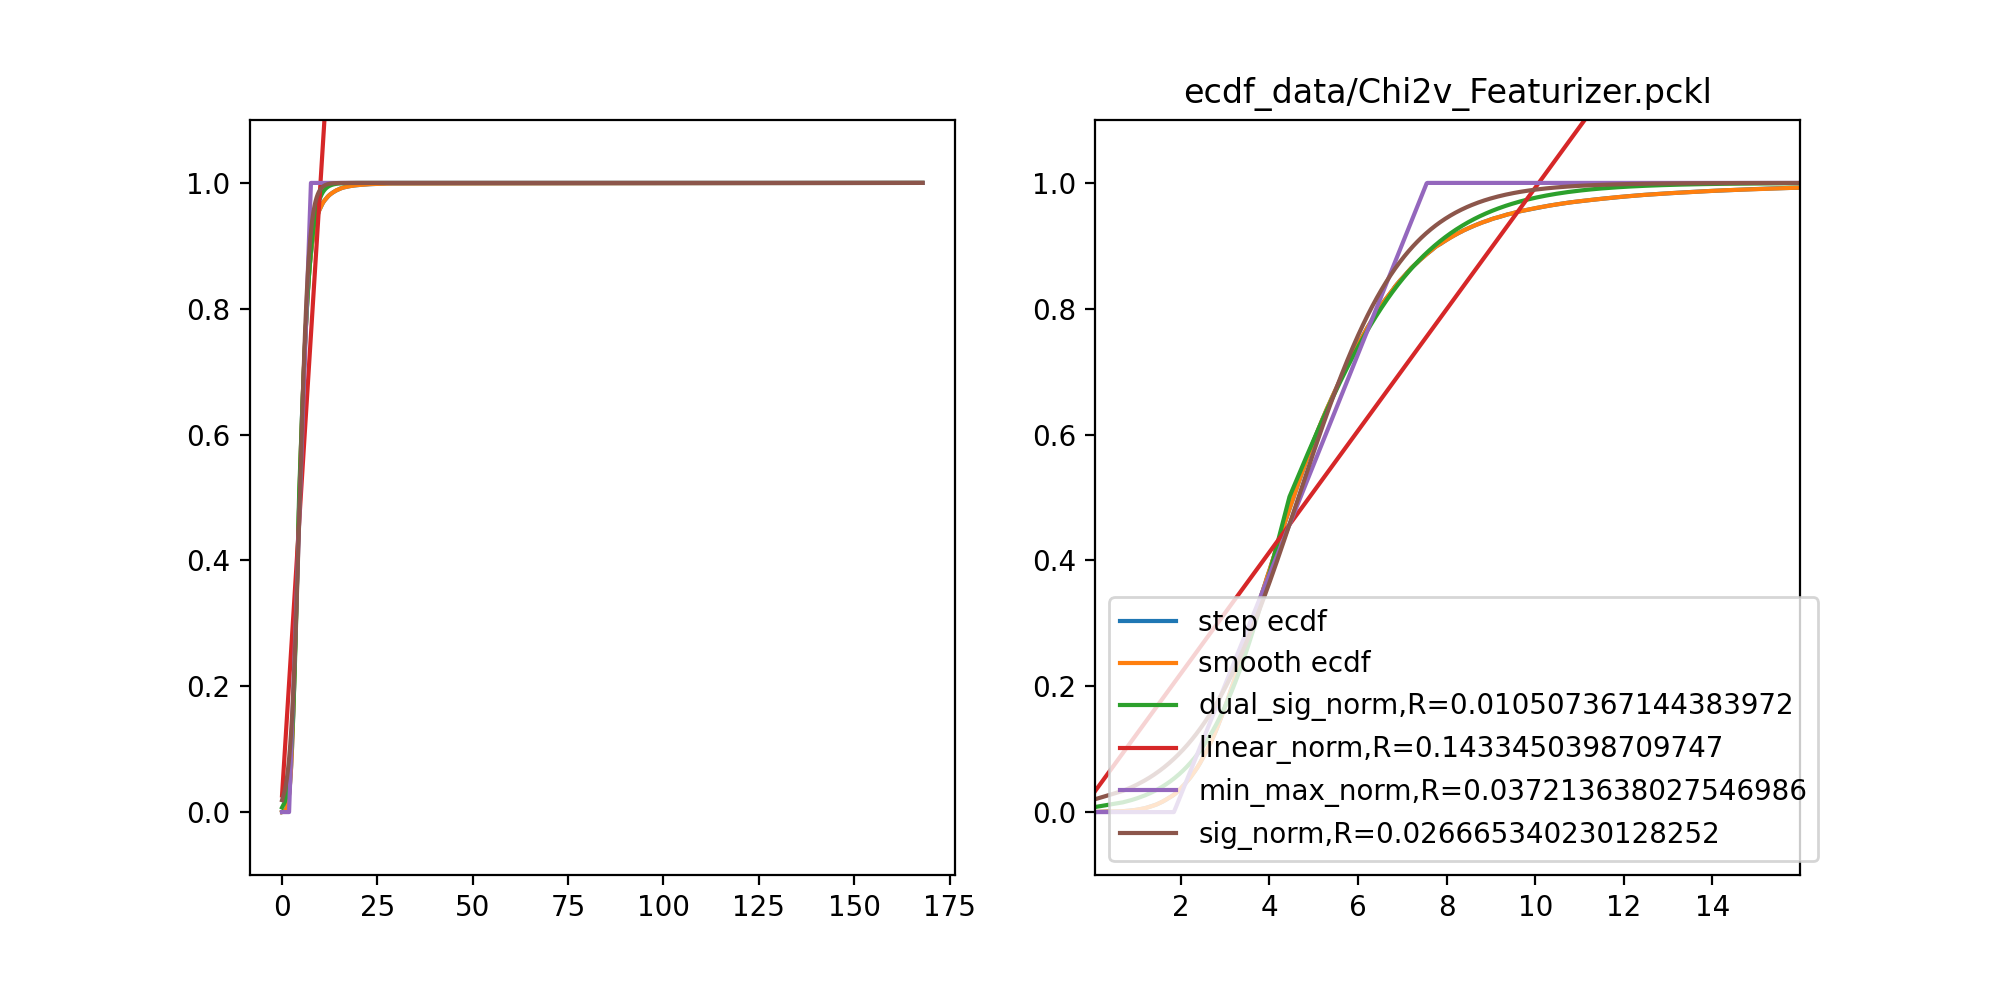 ecdf_data/Chi2v_Featurizer.pckl
1.0
0.8
0.6
0.4
0.2
0.0
0 25 50 75 100 125 150 175
1.0
0.8
0.6
0.4
0.2
0.0
step ecdf
smooth ecdf
dual_sig_norm,R=0.010507367144383972
linear_norm,R=0.1433450398709747
min_max_norm,R=0.037213638027546986
sig_norm,R=0.026665340230128252
2 4 6 8 10 12 14